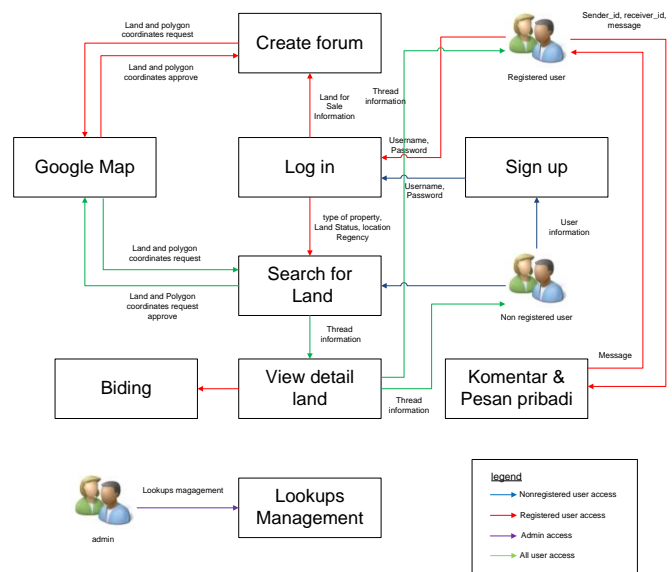 Sender_id, receiver_id,
message
Land and polygon
coordinates request
Create forum
Land and polygon
coordinates approve
Thread
information
Registered user
Land for
Sale
Information
Google Map
Log in
Username,
Password
Sign up
Username,
Password
type of property,
Land Status, location
Regency
User
information
Land and polygon
coordinates request
Search for
Land
Land and Polygon
coordinates request
approve
Non registered user
Thread
information
Message
Biding
View detail
land
Thread
information
Komentar &
Pesan pribadi
Lookups magagement
Lookups
Management
admin
legend
Nonregistered user access
Registered user access
Admin access
All user access